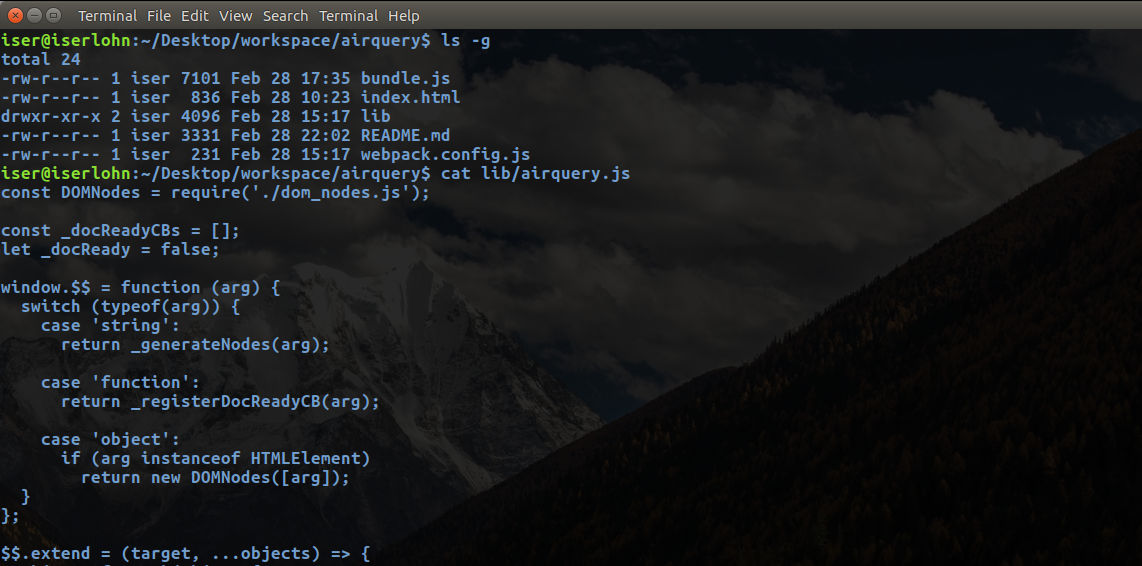 Terminal File Edit View Search Terminal Help
iser@iserlohn:~/Desktop/workspace/airquery$ ls -g
total 24
-rw-r--r-- 1 iser 7101 Feb 28 17:35 bundle.js
-rw-r--r-- 1 iser  836 Feb 28 10:23 index.html
drwxr-xr-x 2 iser 4096 Feb 28 15:17 lib
-rw-r--r-- 1 iser 3331 Feb 28 22:02 README.md
-rw-r--r-- 1 iser  231 Feb 28 15:17 webpack.config.js
iser@iserlohn:~/Desktop/workspace/airquery$ cat lib/airquery.js
const DOMNodes = require('./dom_nodes.js');

const _docReadyCBs = [];
let _docReady = false;

window.$$ = function (arg) {
  switch (typeof(arg)) {
    case 'string':
      return _generateNodes(arg);

    case 'function':
      return _registerDocReadyCB(arg);

    case 'object':
      if (arg instanceof HTMLElement)
        return new DOMNodes([arg]);
  }
};

$$.extend = (target, ...objects) => {